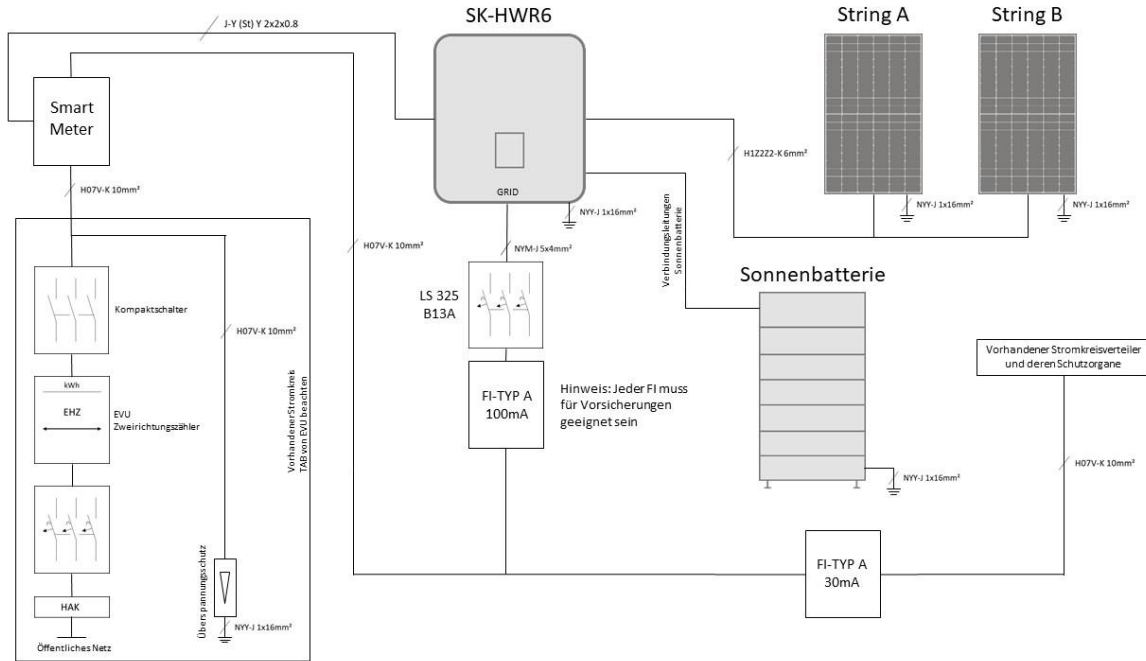 J-Y (St) Y 2x2x0.8
SK-HWR6
String A
String B
Smart
Meter
H1Z2Z2-K 6mm²
H07V-K 10mm²
GRID
NYY-J 1x16mm²
NYY-J 1x16mm²
NYY-J 1x16mm²
Verbindungsleitungen
Sonnenbatterie
NYM-J 5x4mm²
H07V-K 10mm²
Sonnenbatterie
LS 325
B13A
Kompaktschalter
H07V-K 10mm²
Vorhandener Stromkreisverteiler
und deren Schutzorgane
kWh
EHZ
EVU
Zweirichtungszähler
FI-TYP A
100mA
Hinweis: Jeder FI muss
für Vorsicherungen
geeignet sein
Vorhandener Stromkreis
TAB von EVU beachten
H07V-K 10mm²
NYY-J 1x16mm²
FI-TYP A
30mA
Überspannungsschutz
HAK
NYY-J 1x16mm²
Öffentliches Netz